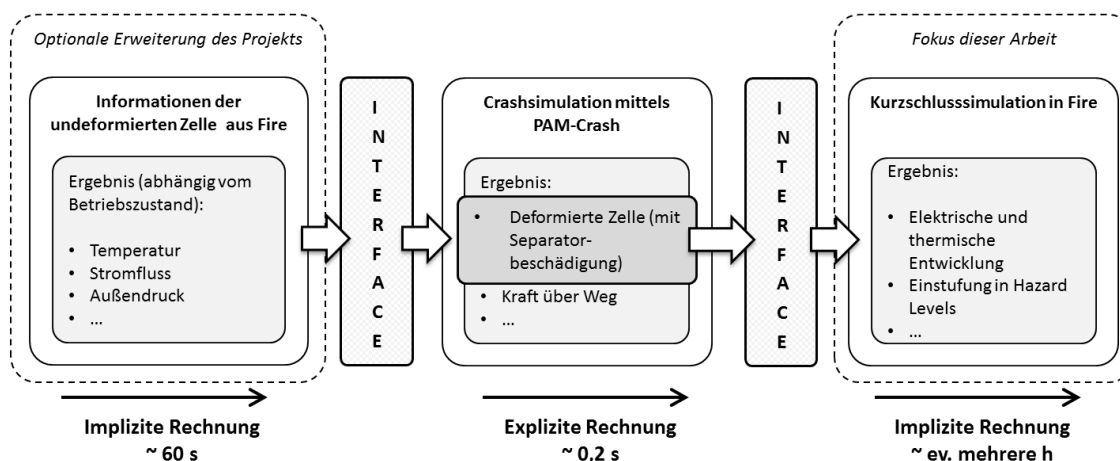 Optionale Erweiterung des Projekts
Informationen der
undeformierten Zelle aus Fire
Ergebnis (abhängig vom
Betriebszustand):
• Temperatur
• Stromfluss
• Außendruck
• ...
Implizite Rechnung
~ 60 s
I
N
T
E
R
F
A
C
E
Crashsimulation mittels
PAM-Crash
Ergebnis:
• Deformierte Zelle (mit
Separator-
beschädigung)
• Kraft über Weg
• ...
Explizite Rechnung
~ 0,2 s
I
N
T
E
R
F
A
C
E
Fokus dieser Arbeit
Kurzschlusssimulation in Fire
Ergebnis:
• Elektrische und
thermische
Entwicklung
• Einstufung in Hazard
Levels
• ...
Implizite Rechnung
~ ev. mehrere h